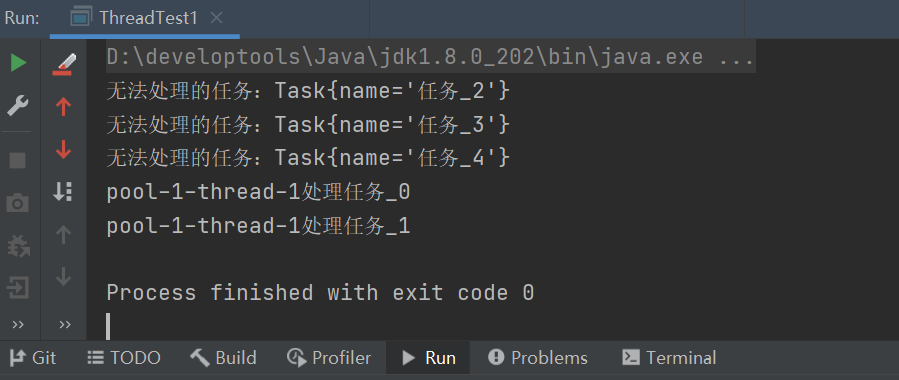 Run: ThreadTest1
D:\developtools\Java\jdk1.8.0_202\bin\java.exe ...
无法处理的任务：Task{name='任务_2'}
无法处理的任务：Task{name='任务_3'}
无法处理的任务：Task{name='任务_4'}
pool-1-thread-1处理任务_0
pool-1-thread-1处理任务_1
Process finished with exit code 0
Git TODO Build Profiler Run Problems Terminal